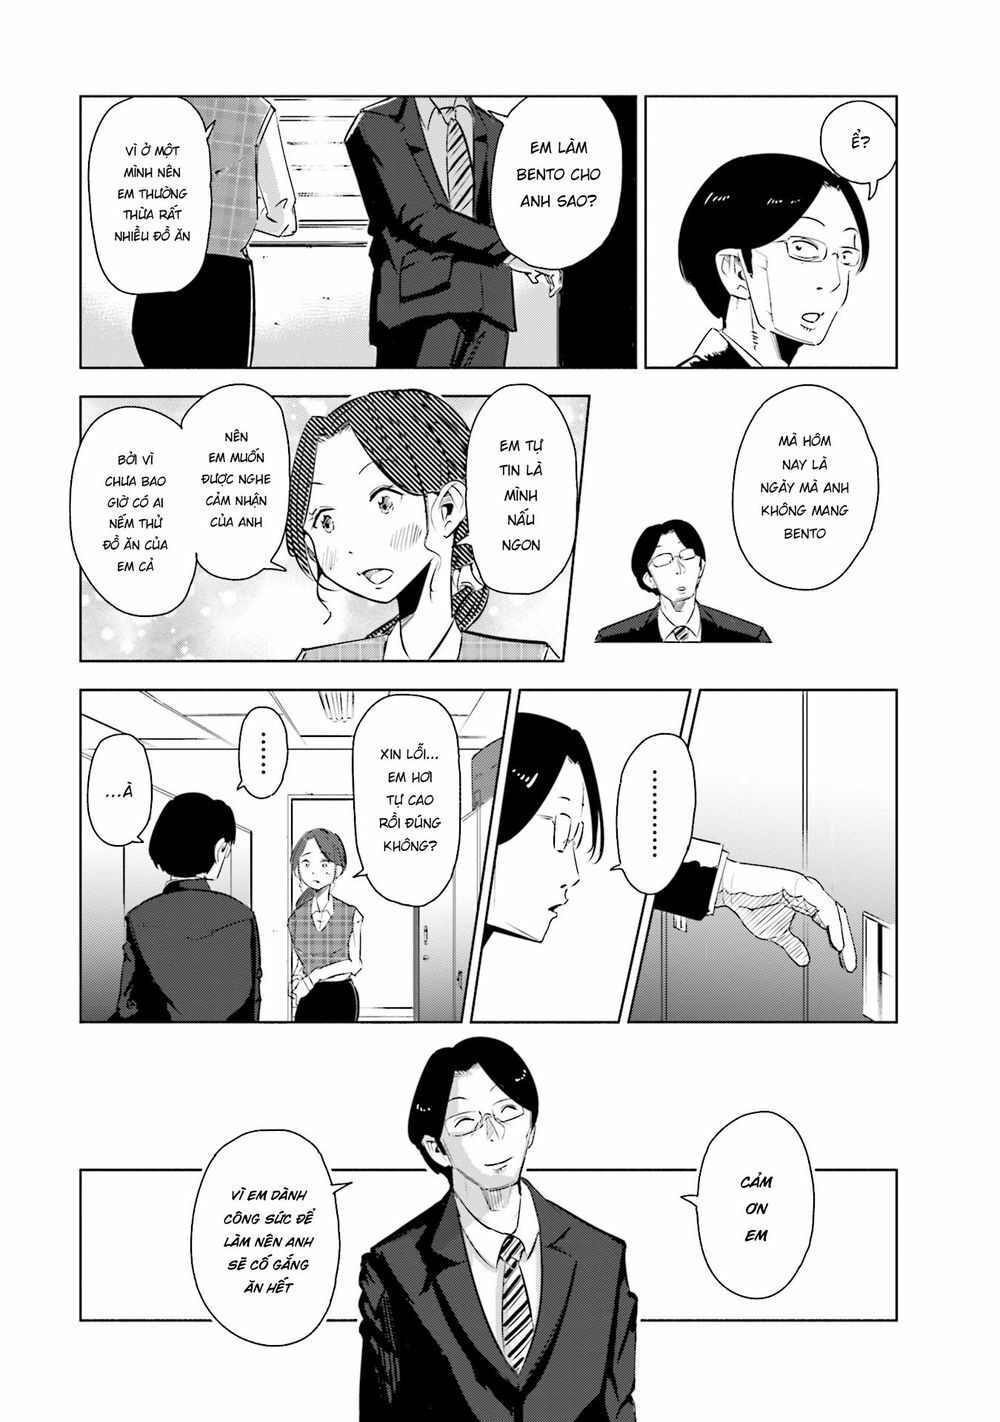 Ể?
EM LÀM
BENTO CHO
ANH SAO?
VÌ Ở MỘT
MÌNH NÊN
EM THƯỜNG
THỪA RẤT
NHIỀU ĐỒ ĂN
MÀ HÔM
NAY LÀ
NGÀY MÀ ANH
KHÔNG MANG
BENTO
EM TỰ
TIN LÀ
MÌNH
NẤU
NGON
NÊN
EM MUỐN
ĐƯỢC NGHE
CẢM NHẬN
CỦA ANH
BỞI VÌ
CHƯA BAO
GIỜ CÓ AI
NẾM THỬ
ĐỒ ĂN CỦA
EM CẢ
.........
XIN LỖI...
EM HƠI
TỰ CAO
RỒI ĐÚNG
KHÔNG?
.....
...À
CẢM
ƠN
EM
VÌ EM DÀNH
CÔNG SỨC ĐỂ
LÀM NÊN ANH
SẼ CỐ GẮNG
ĂN HẾT